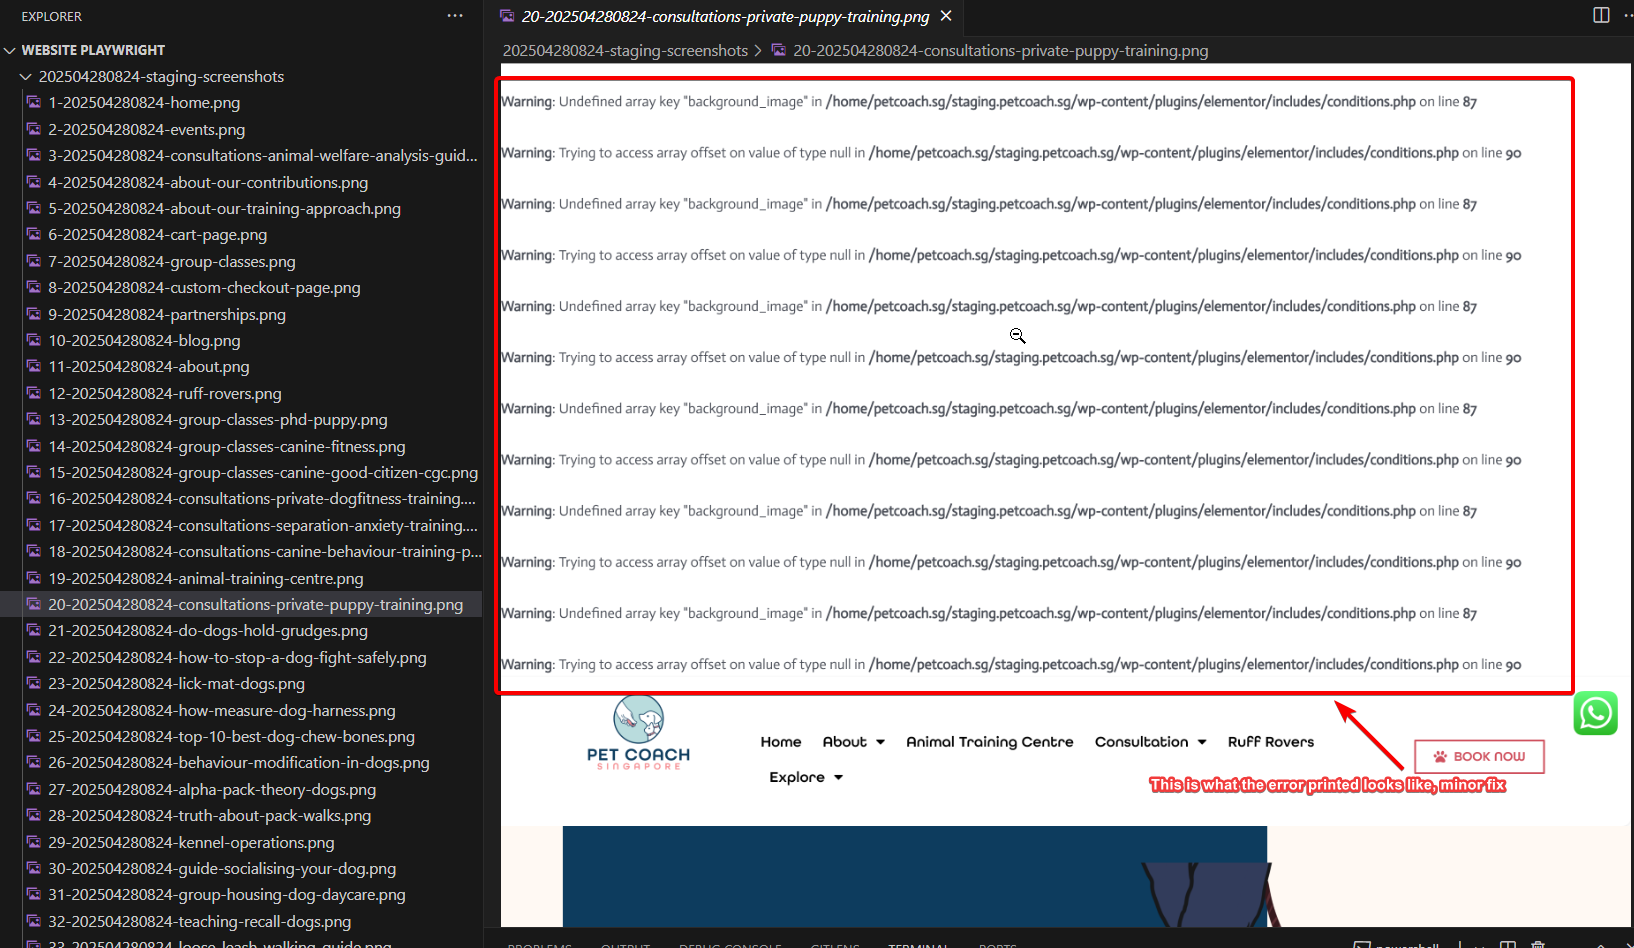 EXPLORER
WEBSITE PLAYWRIGHT
202504280824-staging-screenshots
1-202504280824-home.png
2-202504280824-events.png
3-202504280824-consultations-animal-welfare-analysis-guid...
4-202504280824-about-our-contributions.png
5-202504280824-about-our-training-approach.png
6-202504280824-cart-page.png
7-202504280824-group-classes.png
8-202504280824-custom-checkout-page.png
9-202504280824-partnerships.png
10-202504280824-blog.png
11-202504280824-about.png
12-202504280824-ruff-rovers.png
13-202504280824-group-classes-phd-puppy.png
14-202504280824-group-classes-canine-fitness.png
15-202504280824-group-classes-canine-good-citizen-cgc.png
16-202504280824-consultations-private-dogfitness-training....
17-202504280824-consultations-separation-anxiety-training....
18-202504280824-consultations-canine-behaviour-training-p...
19-202504280824-animal-training-centre.png
20-202504280824-consultations-private-puppy-training.png
21-202504280824-do-dogs-hold-grudges.png
22-202504280824-how-to-stop-a-dog-fight-safely.png
23-202504280824-lick-mat-dogs.png
24-202504280824-how-measure-dog-harness.png
25-202504280824-top-10-best-dog-chew-bones.png
26-202504280824-behaviour-modification-in-dogs.png
27-202504280824-alpha-pack-theory-dogs.png
28-202504280824-truth-about-pack-walks.png
29-202504280824-kennel-operations.png
30-202504280824-guide-socialising-your-dog.png
31-202504280824-group-housing-dog-daycare.png
32-202504280824-teaching-recall-dogs.png
33-202504280824-loose-leash-walking-guide.png
20-202504280824-consultations-private-puppy-training.png
202504280824-staging-screenshots > 20-202504280824-consultations-private-puppy-training.png
Warning: Undefined array key "background_image" in /home/petcoach.sg/staging.petcoach.sg/wp-content/plugins/elementor/includes/conditions.php on line 87
Warning: Trying to access array offset on value of type null in /home/petcoach.sg/staging.petcoach.sg/wp-content/plugins/elementor/includes/conditions.php on line 90
Warning: Undefined array key "background_image" in /home/petcoach.sg/staging.petcoach.sg/wp-content/plugins/elementor/includes/conditions.php on line 87
Warning: Trying to access array offset on value of type null in /home/petcoach.sg/staging.petcoach.sg/wp-content/plugins/elementor/includes/conditions.php on line 90
Warning: Undefined array key "background_image" in /home/petcoach.sg/staging.petcoach.sg/wp-content/plugins/elementor/includes/conditions.php on line 87
Warning: Trying to access array offset on value of type null in /home/petcoach.sg/staging.petcoach.sg/wp-content/plugins/elementor/includes/conditions.php on line 90
Warning: Undefined array key "background_image" in /home/petcoach.sg/staging.petcoach.sg/wp-content/plugins/elementor/includes/conditions.php on line 87
Warning: Trying to access array offset on value of type null in /home/petcoach.sg/staging.petcoach.sg/wp-content/plugins/elementor/includes/conditions.php on line 90
Warning: Undefined array key "background_image" in /home/petcoach.sg/staging.petcoach.sg/wp-content/plugins/elementor/includes/conditions.php on line 87
Warning: Trying to access array offset on value of type null in /home/petcoach.sg/staging.petcoach.sg/wp-content/plugins/elementor/includes/conditions.php on line 90
Warning: Undefined array key "background_image" in /home/petcoach.sg/staging.petcoach.sg/wp-content/plugins/elementor/includes/conditions.php on line 87
Warning: Trying to access array offset on value of type null in /home/petcoach.sg/staging.petcoach.sg/wp-content/plugins/elementor/includes/conditions.php on line 90
PET COACH
SINGAPORE
Home About Animal Training Centre Consultation Ruff Rovers
Explore
BOOK NOW
This is what the error printed looks like, minor fix
PROBLEMS OUTPUT DEBUG CONSOLE GITLENS TERMINAL PORTS
powershell